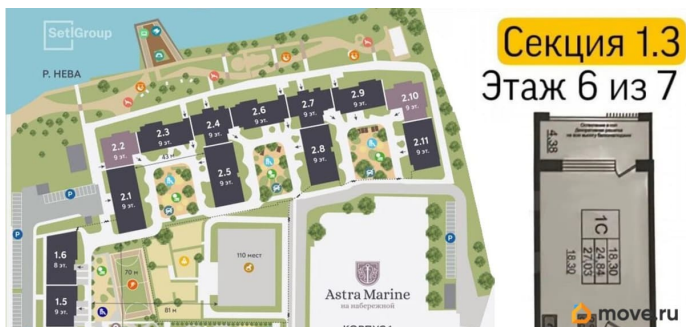 Setl Group
Р. НЕВА
2.2
9 эт.
2.3
9 эт.
2.4
9 эт.
2.6
9 эт.
2.7
9 эт.
2.9
9 эт.
2.10
9 эт.
43 м
2.1
9 эт.
2.5
9 эт.
2.8
9 эт.
2.11
9 эт.
P
P
P
1.6
8 эт.
1.5
9 эт.
70 м
81 м
110 мест
Astra Marine
на набережной
Секция 1.3
Этаж 6 из 7
4.38
1С
18.30
24.84
27.03
18.30
move.ru